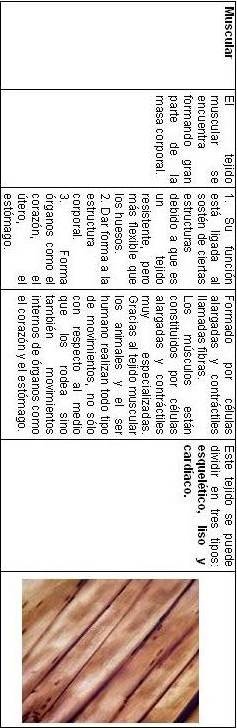 Muscular
El tejido
muscular se
encuentra
formando gran
parte de la
masa corporal.
1. Su función
está ligada al
sostén de ciertas
estructuras
debido a que es
un tejido
resistente, pero
más flexible que
los huesos.
2. Dar forma a la
estructura
corporal.
3. Forma
órganos como el
corazón, el
útero, el
estómago.
Formado por células
alargadas y contráctiles
llamadas fibras.
Los músculos están
constituidos por células
alargadas y contráctiles
muy especializadas.
Gracias al tejido muscular
los animales y el ser
humano realizan todo tipo
de movimientos, no sólo
con respecto al medio
que los rodea sino
también movimientos
internos de órganos como
el corazón y el estómago.
Este tejido se puede
dividir en tres tipos:
esquelético, liso y
cardiaco.